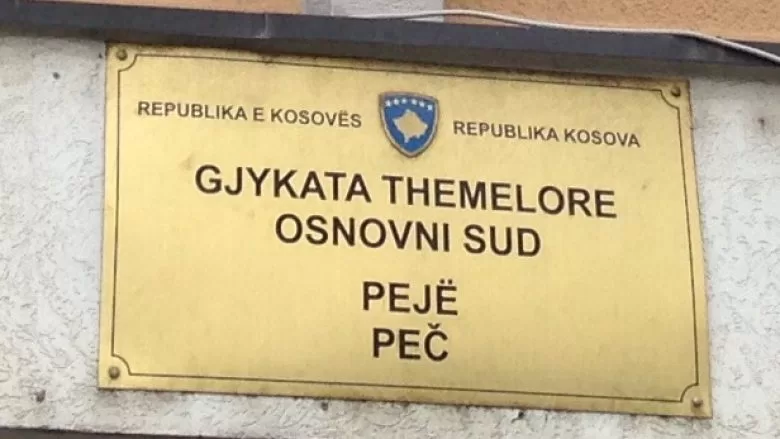 REPUBLIKA E KOSOVËS REPUBLIKA KOSOVA
GJYKATA THEMELORE
OSNOVNI SUD
PEJË
PEČ